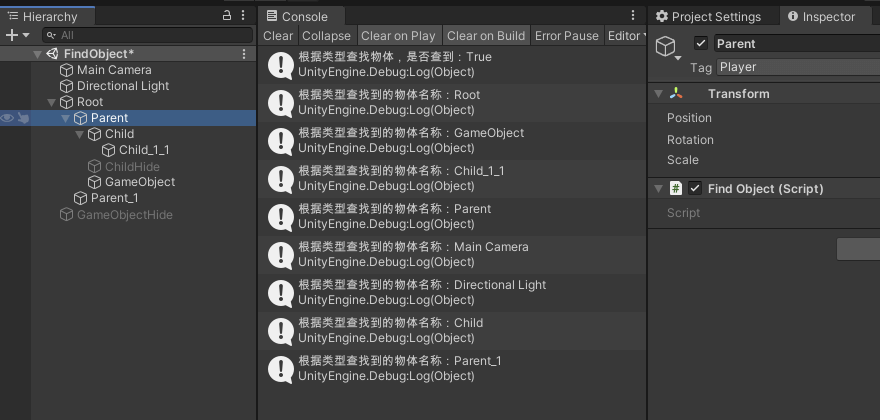 Hierarchy
All
FindObject*
Main Camera
Directional Light
Root
Parent
Child
Child_1_1
ChildHide
GameObject
Parent_1
GameObjectHide
Console
Clear Collapse Clear on Play Clear on Build Error Pause Editor
根据类型查找物体，是否查到：True
UnityEngine.Debug:Log(Object)
根据类型查找到的物体名称：Root
UnityEngine.Debug:Log(Object)
根据类型查找到的物体名称：GameObject
UnityEngine.Debug:Log(Object)
根据类型查找到的物体名称：Child_1_1
UnityEngine.Debug:Log(Object)
根据类型查找到的物体名称：Parent
UnityEngine.Debug:Log(Object)
根据类型查找到的物体名称：Main Camera
UnityEngine.Debug:Log(Object)
根据类型查找到的物体名称：Directional Light
UnityEngine.Debug:Log(Object)
根据类型查找到的物体名称：Child
UnityEngine.Debug:Log(Object)
根据类型查找到的物体名称：Parent_1
UnityEngine.Debug:Log(Object)
Project Settings Inspector
Parent
Tag Player
Transform
Position
Rotation
Scale
# Find Object (Script)
Script